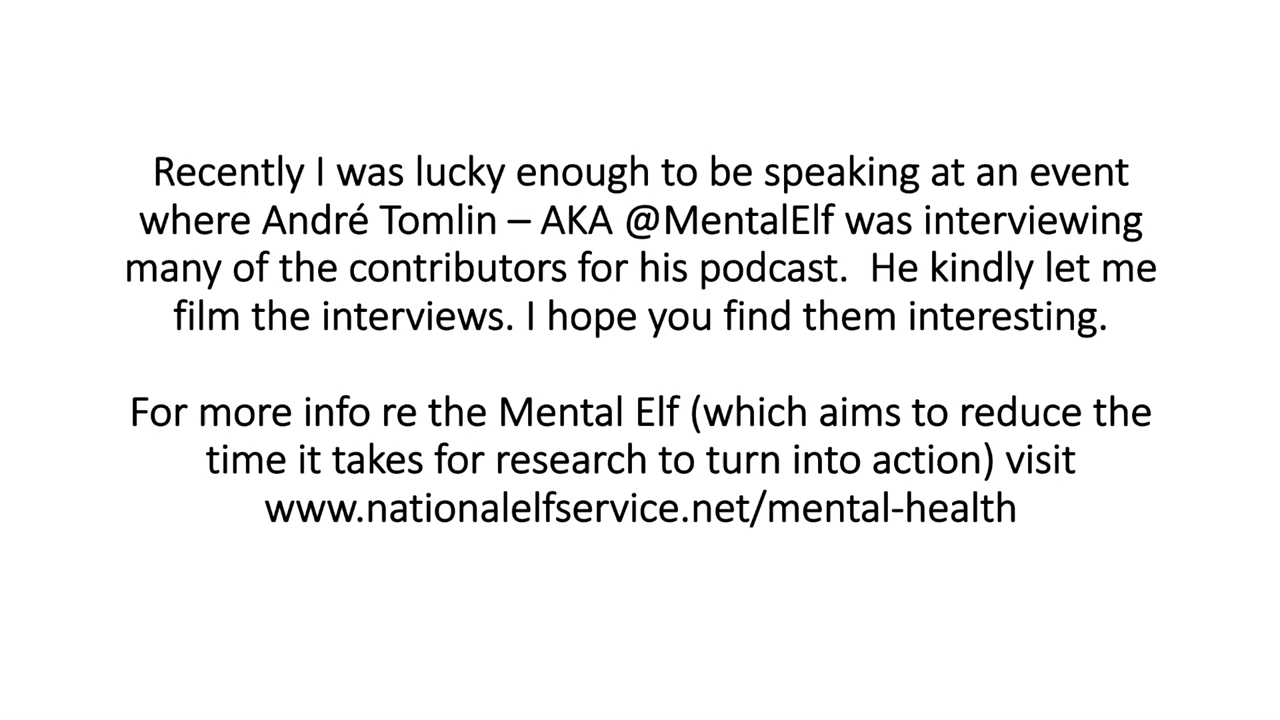 Recently I was lucky enough to be speaking at an event
where André Tomlin – AKA @MentalElf was interviewing
many of the contributors for his podcast.  He kindly let me
film the interviews. I hope you find them interesting.
For more info re the Mental Elf (which aims to reduce the
time it takes for research to turn into action) visit
www.nationalelfservice.net/mental-health